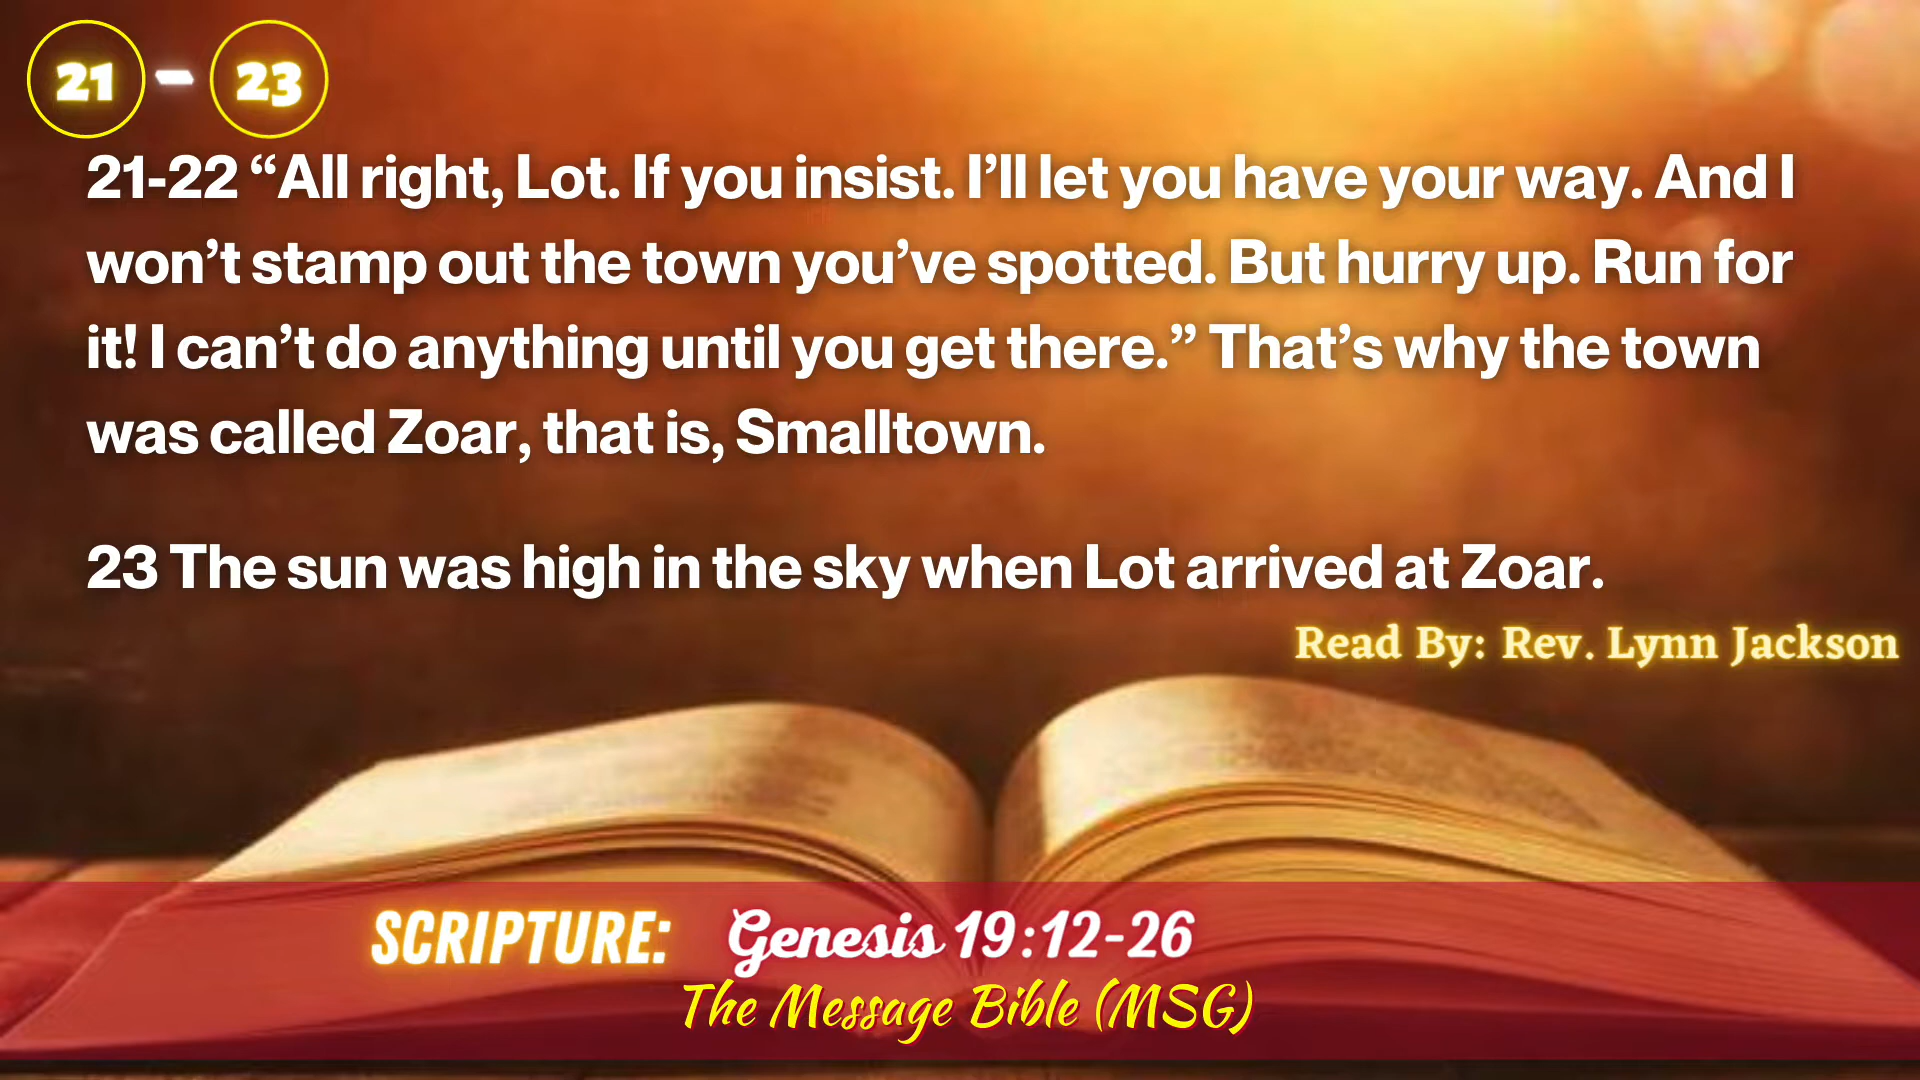 21 - 23
21-22 “All right, Lot. If you insist. I’ll let you have your way. And I
won’t stamp out the town you’ve spotted. But hurry up. Run for
it! I can’t do anything until you get there.” That’s why the town
was called Zoar, that is, Smalltown.
23 The sun was high in the sky when Lot arrived at Zoar.
Read By: Rev. Lynn Jackson
SCRIPTURE: Genesis 19:12-26
The Message Bible (MSG)